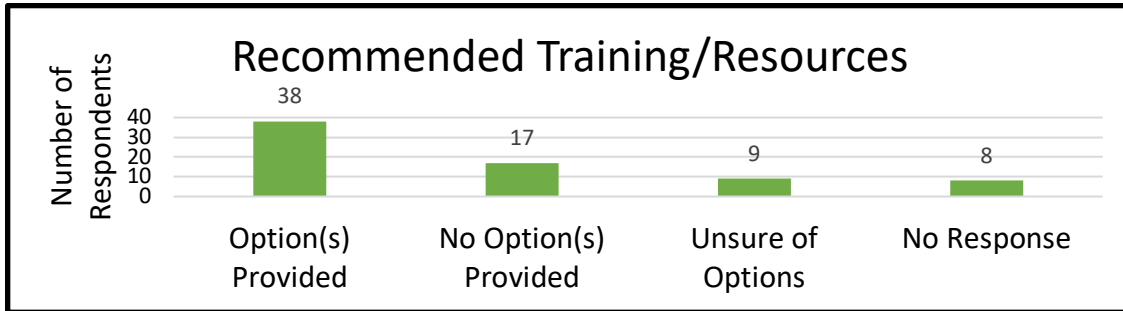 Recommended Training/Resources
Number of
Respondents
40
30
20
10
0
38
17
9
8
Option(s)
Provided
No Option(s)
Provided
Unsure of
Options
No Response